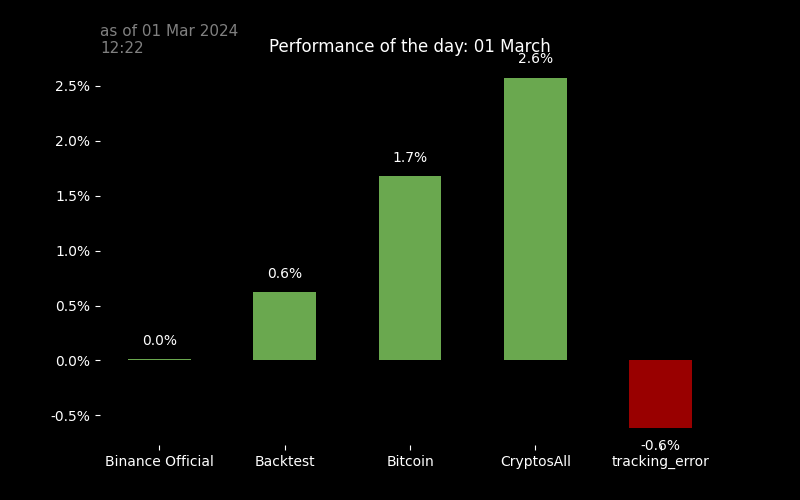 as of 01 Mar 2024
12:22
Performance of the day: 01 March
2.6%
2.5%
2.0%
1.7%
1.5%
1.0%
0.6%
0.5%
0.0%
0.0%
-0.5%
-0.6%
Binance Official
Backtest
Bitcoin
CryptosAll
tracking_error